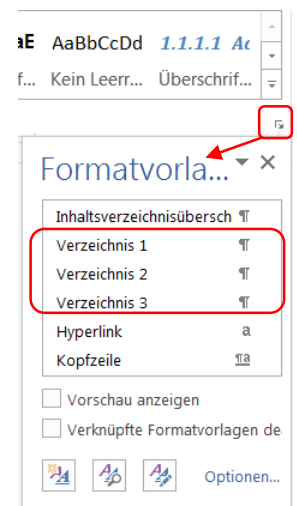 aE AaBbCcDd 1.1.1.1 Ac
f... Kein Leerr... Überschrif...
Formatvorla...
Inhaltsverzeichnisübersch ¶
Verzeichnis 1 ¶
Verzeichnis 2 ¶
Verzeichnis 3 ¶
Hyperlink a
Kopfzeile ¶a
Vorschau anzeigen
Verknüpfte Formatvorlagen de
Optionen...